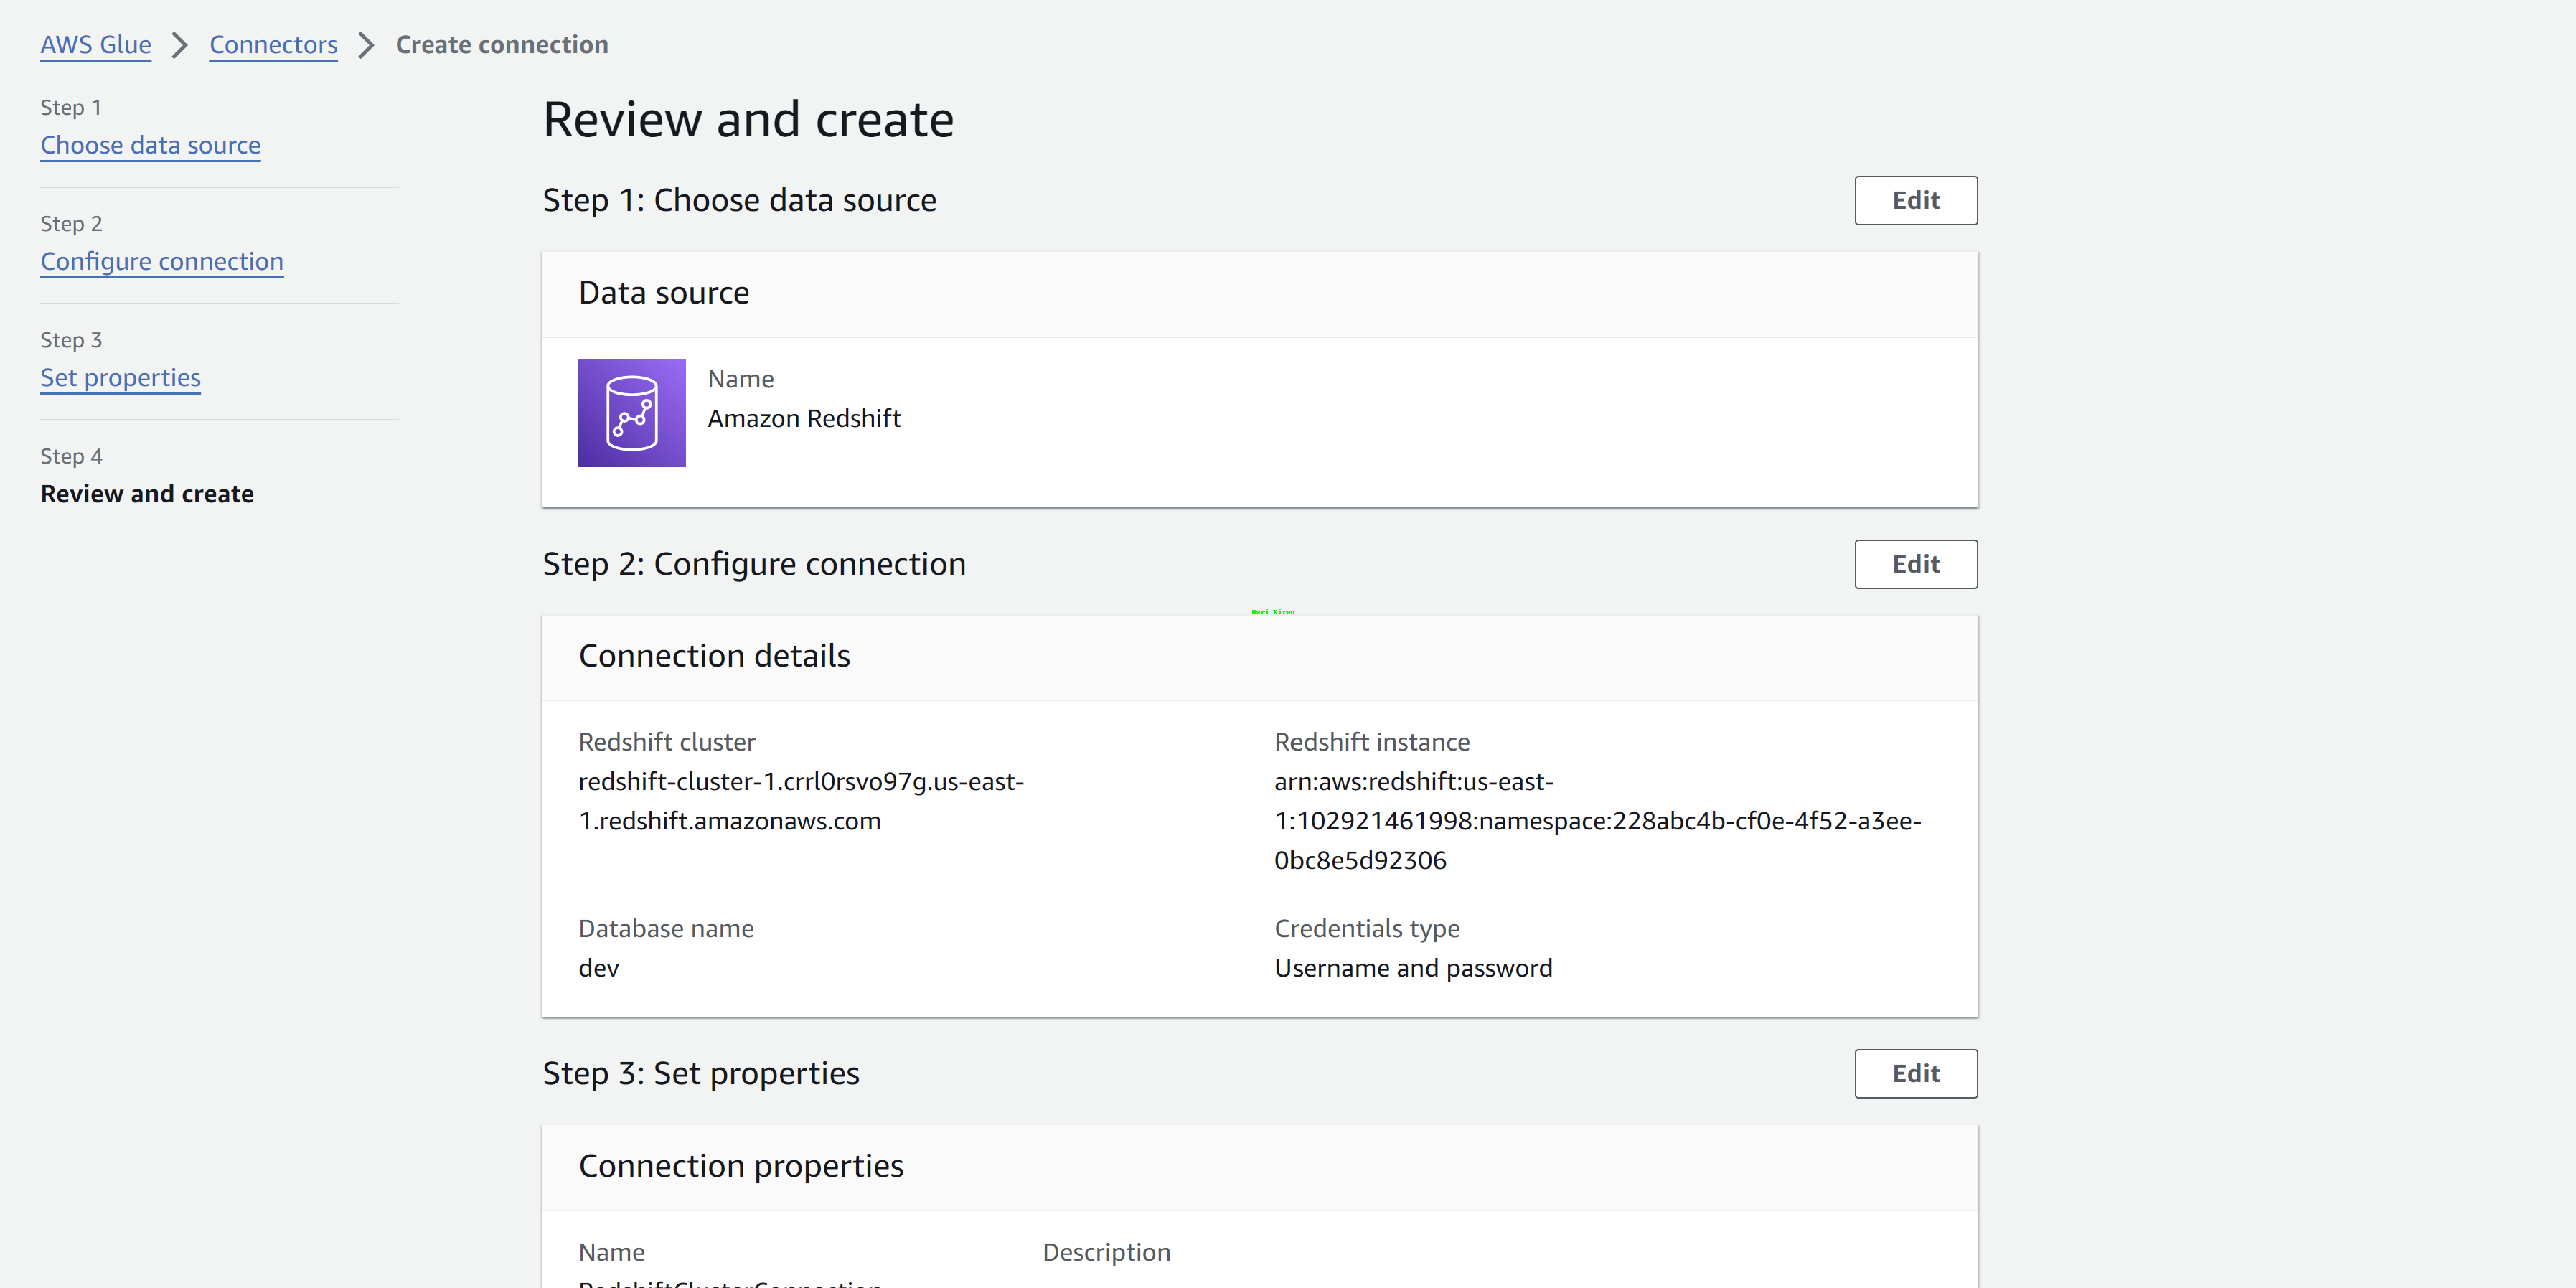 AWS Glue > Connectors > Create connection
Step 1
Choose data source
Step 2
Configure connection
Step 3
Set properties
Step 4
Review and create
Review and create
Step 1: Choose data source
Edit
Data source
Name
Amazon Redshift
Step 2: Configure connection
Edit
Hari Kiran
Connection details
Redshift cluster
redshift-cluster-1.crrl0rsvo97g.us-east-
1.redshift.amazonaws.com
Redshift instance
arn:aws:redshift:us-east-
1:102921461998:namespace:228abc4b-cf0e-4f52-a3ee-
0bc8e5d92306
Database name
dev
Credentials type
Username and password
Step 3: Set properties
Edit
Connection properties
Name
RedshiftClusterConnection
Description